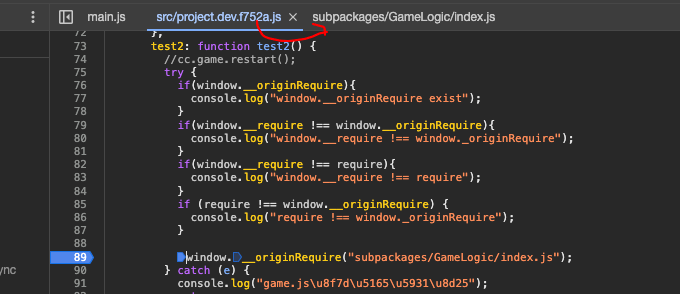 main.js src/project.dev.f752a.js × subpackages/GameLogic/index.js
72 },
73 test2: function test2() {
74 //cc.game.restart();
75 try {
76 if(window.__originRequire){
77 console.log("window.__originRequire exist");
78 }
79 if(window.__require !== window.__originRequire){
80 console.log("window.__require !== window._originRequire");
81 }
82 if(window.__require !== require){
83 console.log("window.__require !== require");
84 }
85 if (require !== window.__originRequire) {
86 console.log("require !== window._originRequire");
87 }
88
89 window.__originRequire("subpackages/GameLogic/index.js");
ync
90 } catch (e) {
91 console.log("game.js\u8f7d\u5165\u5931\u8d25");